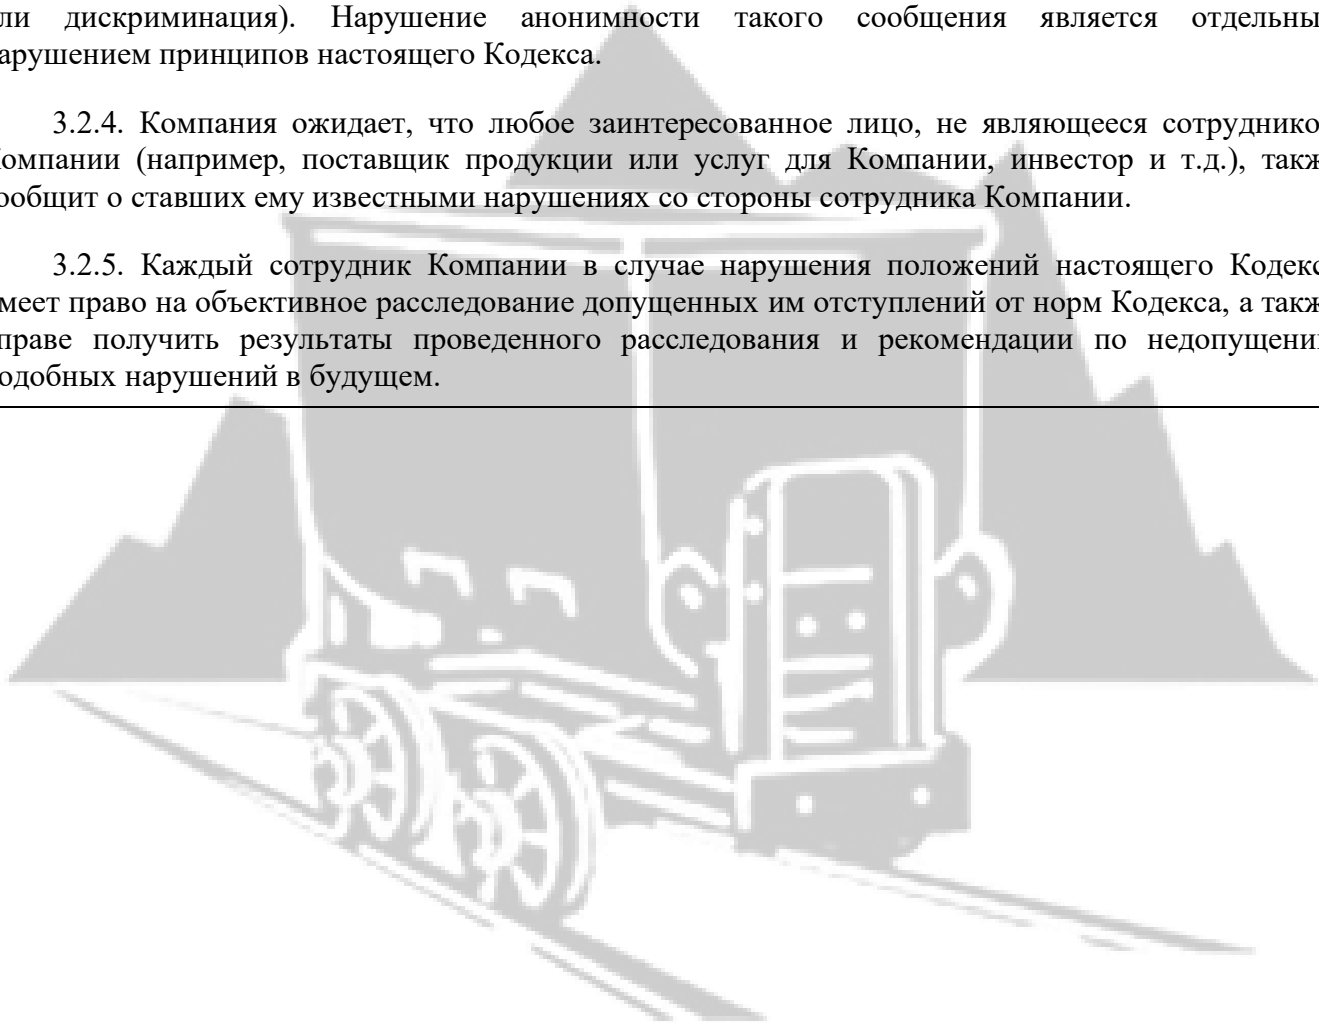 ли дискриминация). Нарушение анонимности такого сообщения является отдельны
арушением принципов настоящего Кодекса.
3.2.4. Компания ожидает, что любое заинтересованное лицо, не являющееся сотруднико
омпании (например, поставщик продукции или услуг для Компании, инвестор и т.д.), такж
ообщит о ставших ему известными нарушениях со стороны сотрудника Компании.
3.2.5. Каждый сотрудник Компании в случае нарушения положений настоящего Кодекс
меет право на объективное расследование допущенных им отступлений от норм Кодекса, а такж
праве получить результаты проведенного расследования и рекомендации по недопущени
одобных нарушений в будущем.